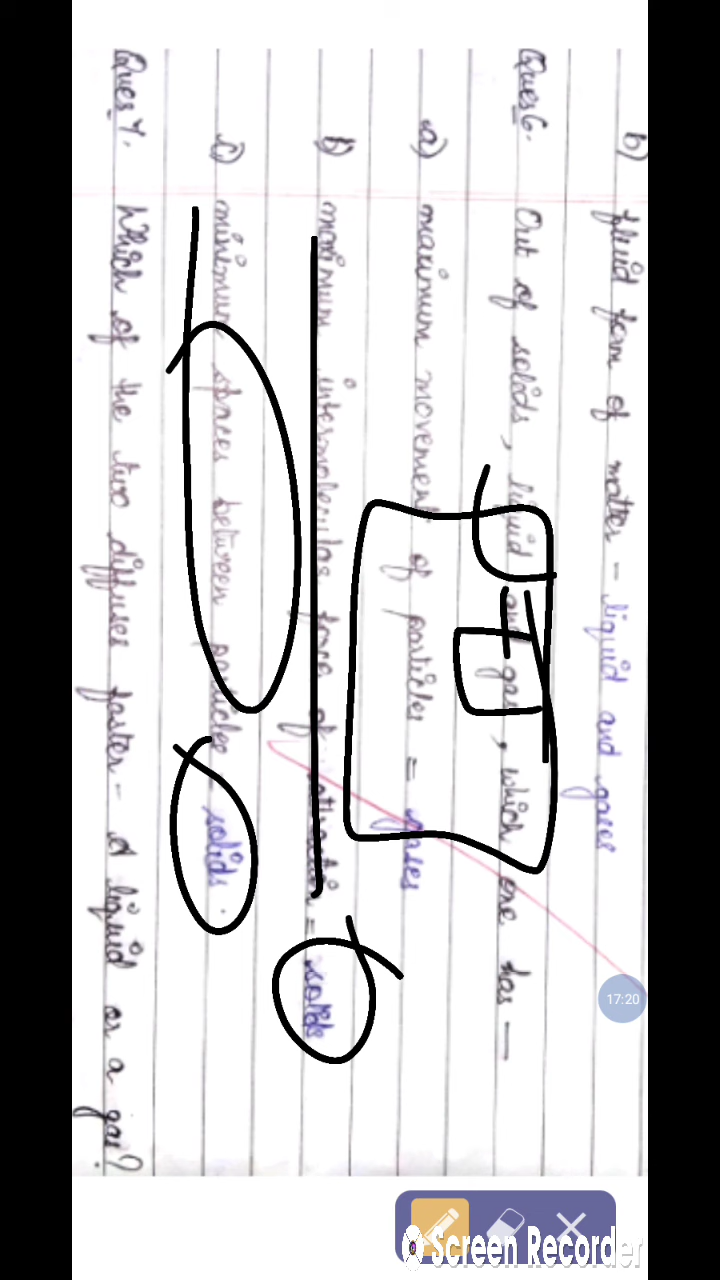 b) fluid form of matter - liquid and gases
Ques 6. Out of solids, liquid and gas, which one has -
a) maximum movement of particles = gases
b) maximum intermolecular force of attraction = solids
c) minimum spaces between particles solids.
Ques 7. Which of the two diffuses faster - A liquid or a gas?
17:20
Screen Recorder